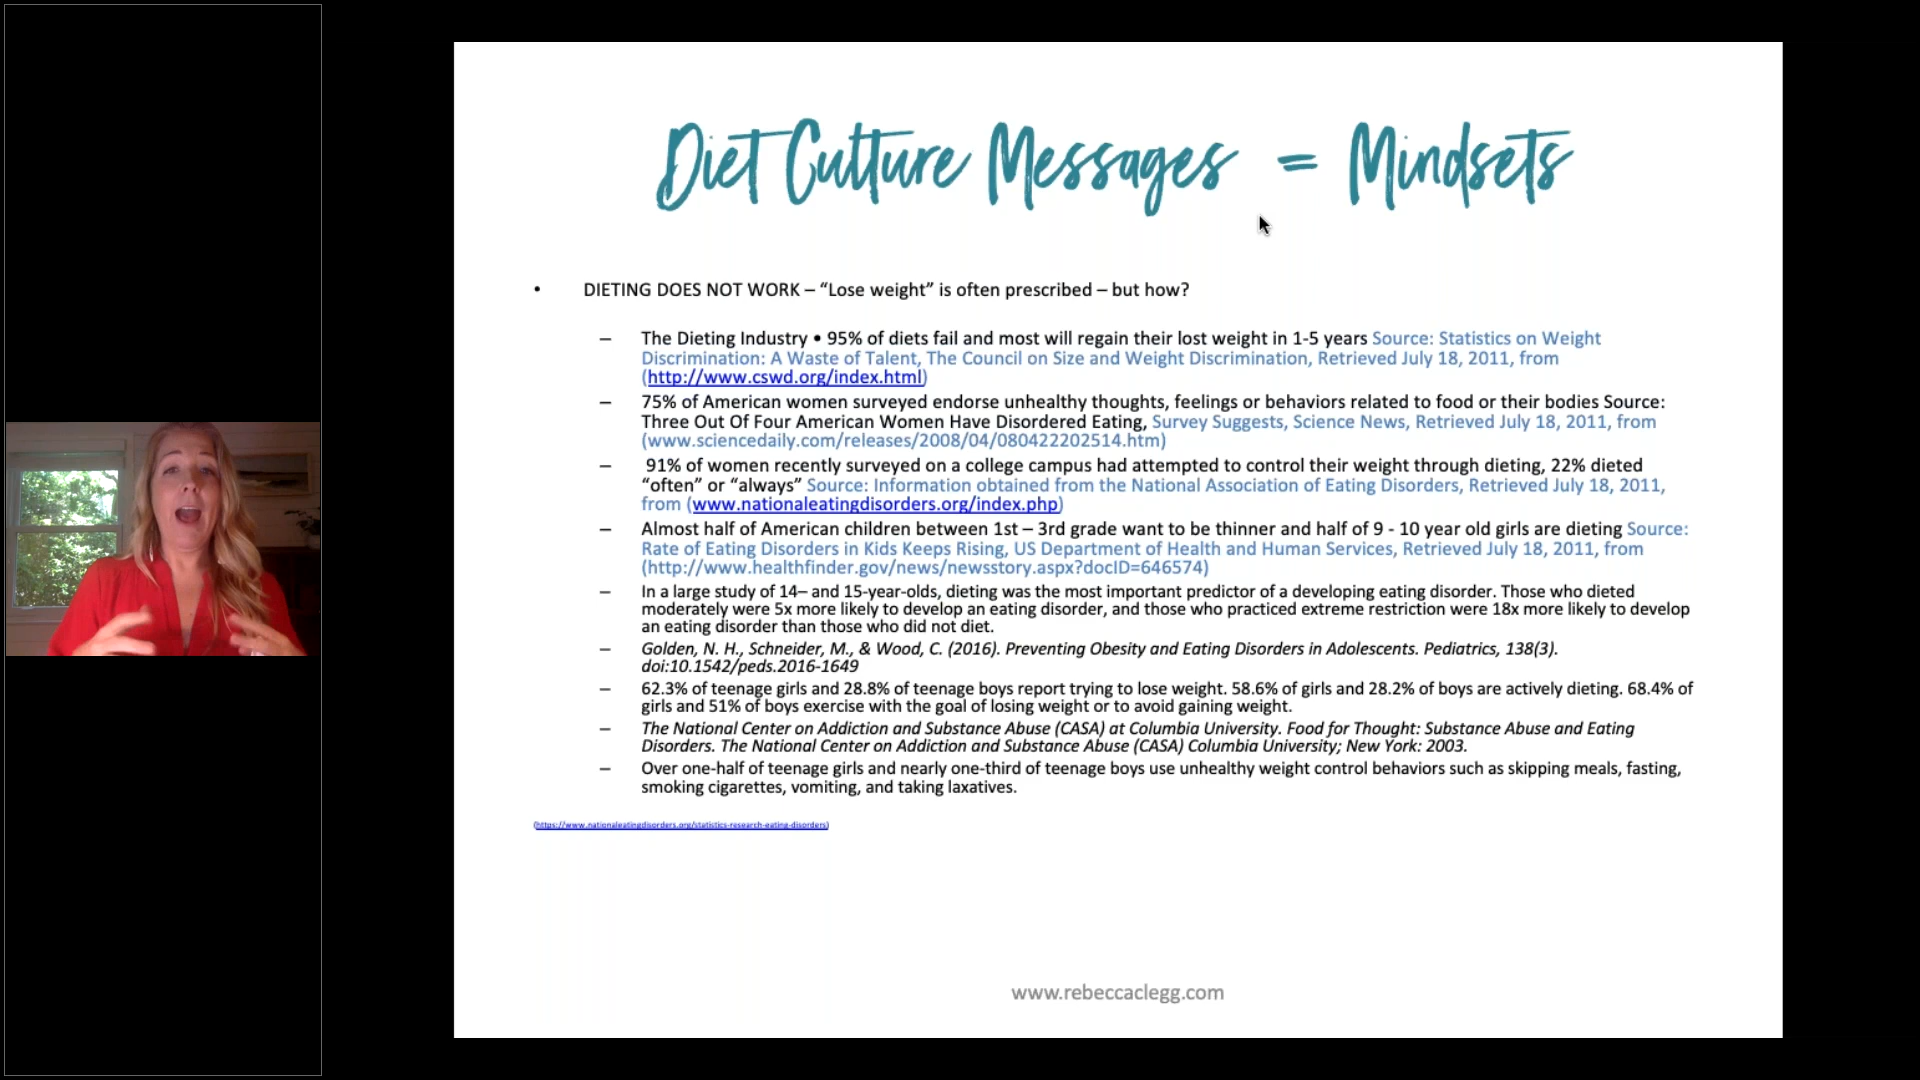 Diet Culture Messages = Mindsets
• DIETING DOES NOT WORK – “Lose weight” is often prescribed – but how?
– The Dieting Industry • 95% of diets fail and most will regain their lost weight in 1-5 years Source: Statistics on Weight
Discrimination: A Waste of Talent, The Council on Size and Weight Discrimination, Retrieved July 18, 2011, from
(http://www.cswd.org/index.html)
– 75% of American women surveyed endorse unhealthy thoughts, feelings or behaviors related to food or their bodies Source:
Three Out Of Four American Women Have Disordered Eating, Survey Suggests, Science News, Retrieved July 18, 2011, from
(www.sciencedaily.com/releases/2008/04/080422202514.htm)
– 91% of women recently surveyed on a college campus had attempted to control their weight through dieting, 22% dieted
“often” or “always” Source: Information obtained from the National Association of Eating Disorders, Retrieved July 18, 2011,
from (www.nationaleatingdisorders.org/index.php)
– Almost half of American children between 1st – 3rd grade want to be thinner and half of 9 - 10 year old girls are dieting Source:
Rate of Eating Disorders in Kids Keeps Rising, US Department of Health and Human Services, Retrieved July 18, 2011, from
(http://www.healthfinder.gov/news/newsstory.aspx?docID=646574)
– In a large study of 14– and 15-year-olds, dieting was the most important predictor of a developing eating disorder. Those who dieted
moderately were 5x more likely to develop an eating disorder, and those who practiced extreme restriction were 18x more likely to develop
an eating disorder than those who did not diet.
– Golden, N. H., Schneider, M., & Wood, C. (2016). Preventing Obesity and Eating Disorders in Adolescents. Pediatrics, 138(3).
doi:10.1542/peds.2016-1649
– 62.3% of teenage girls and 28.8% of teenage boys report trying to lose weight. 58.6% of girls and 28.2% of boys are actively dieting. 68.4% of
girls and 51% of boys exercise with the goal of losing weight or to avoid gaining weight.
– The National Center on Addiction and Substance Abuse (CASA) at Columbia University. Food for Thought: Substance Abuse and Eating
Disorders. The National Center on Addiction and Substance Abuse (CASA) Columbia University; New York: 2003.
– Over one-half of teenage girls and nearly one-third of teenage boys use unhealthy weight control behaviors such as skipping meals, fasting,
smoking cigarettes, vomiting, and taking laxatives.
(https://www.nationaleatingdisorders.org/statistics-research-eating-disorders)
www.rebeccaclegg.com